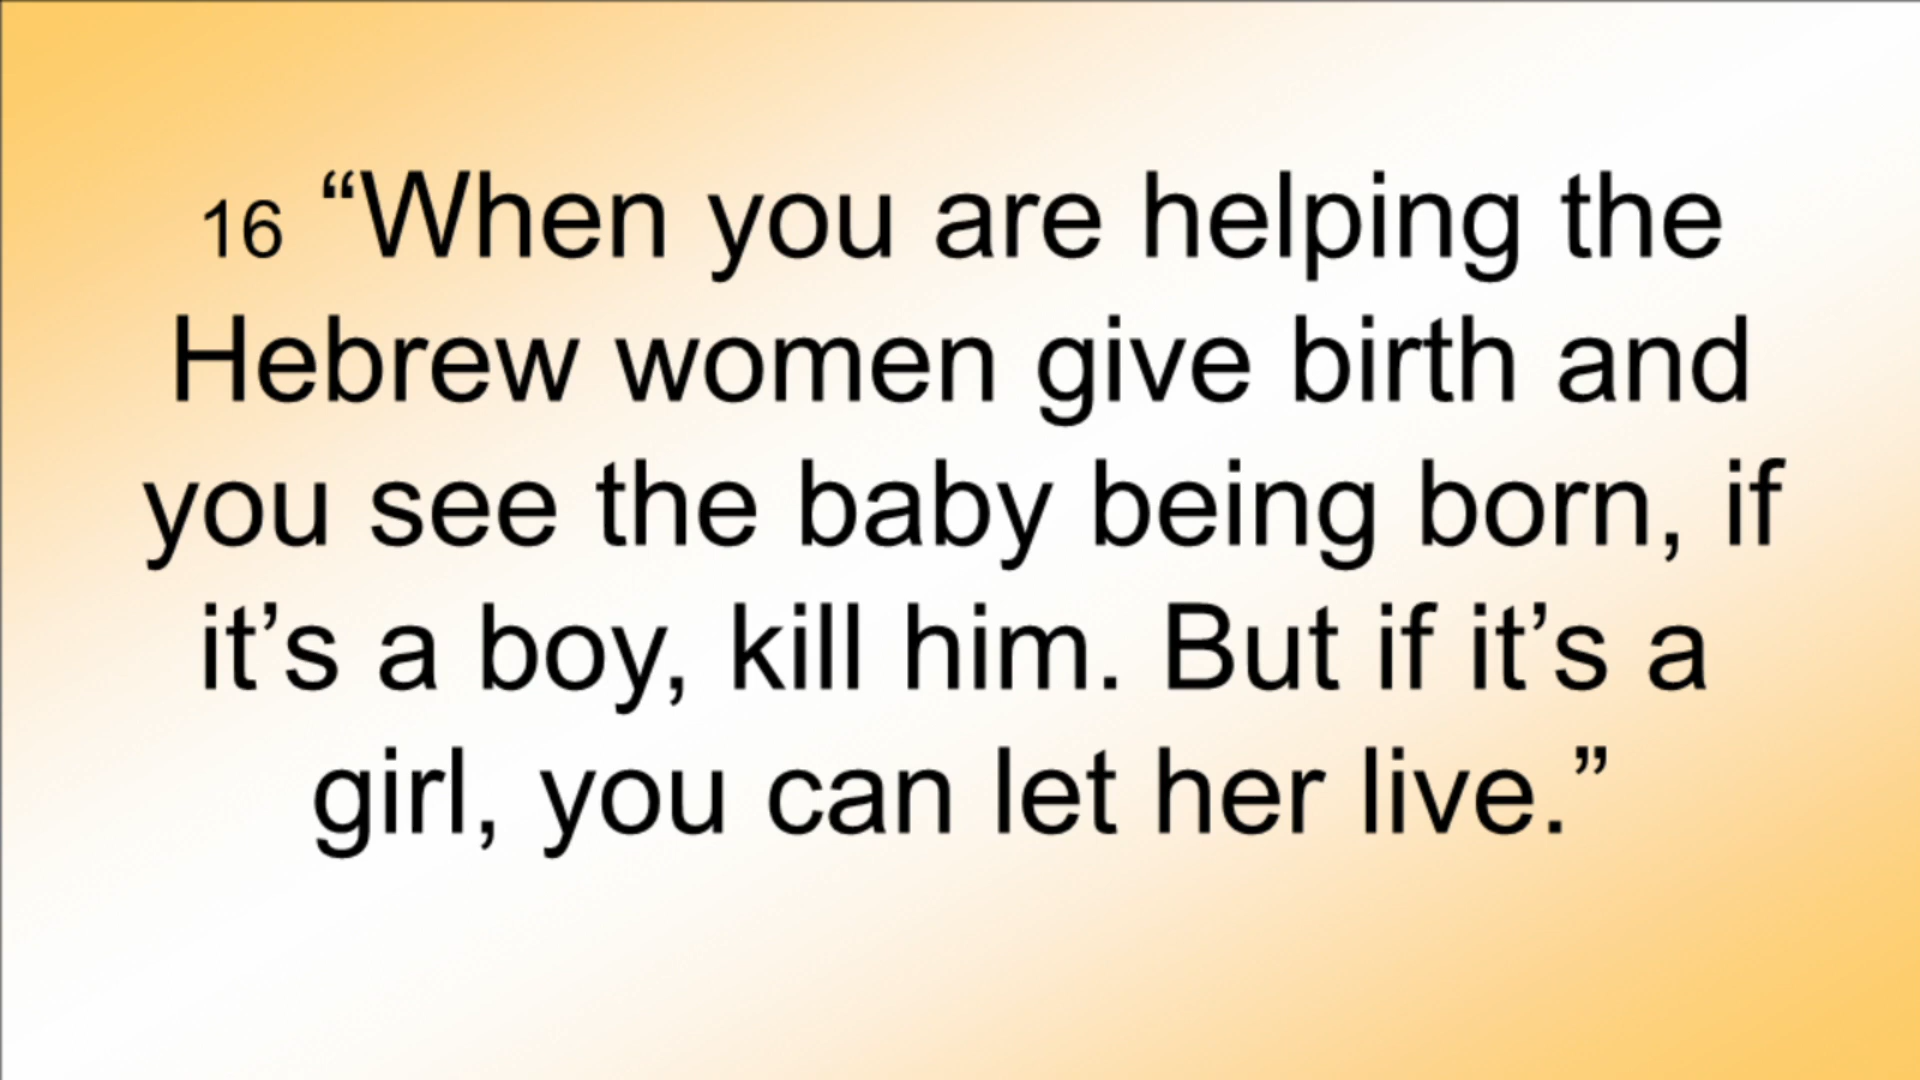 16 “When you are helping the
Hebrew women give birth and
you see the baby being born, if
it’s a boy, kill him. But if it’s a
girl, you can let her live.”